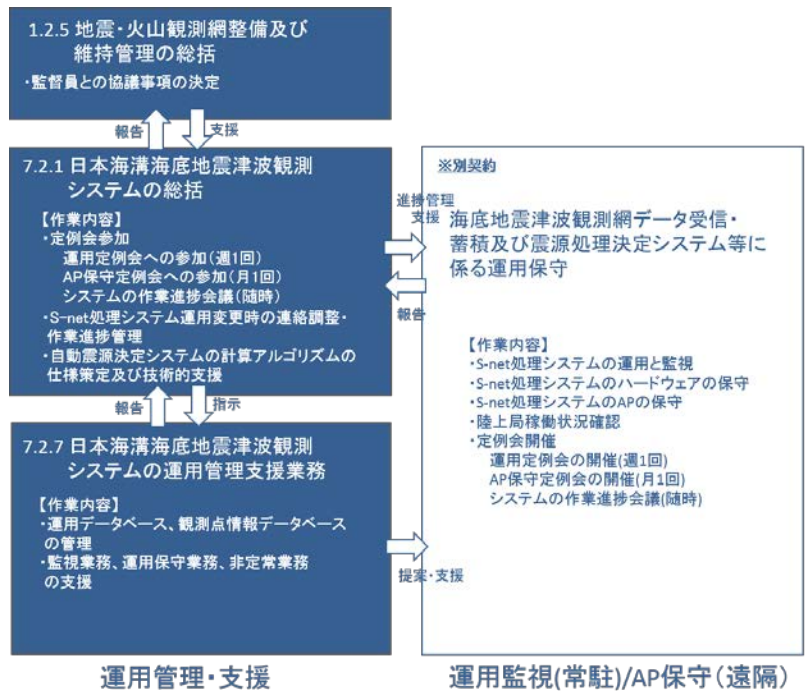 1.2.5 地震・火山観測網整備及び
維持管理の総括
・監督員との協議事項の決定
報告
支援
7.2.1 日本海溝海底地震津波観測
システムの総括
【作業内容】
・定例会参加
運用定例会への参加(週1回)
AP保守定例会への参加(月1回)
システムの作業進捗会議(随時)
・S-net処理システム運用変更時の連絡調整・
作業進捗管理
・自動震源決定システムの計算アルゴリズムの
仕様策定及び技術的支援
報告
指示
7.2.7 日本海溝海底地震津波観測
システムの運用管理支援業務
【作業内容】
・運用データベース、観測点情報データベース
の管理
・監視業務、運用保守業務、非定常業務
の支援
運用管理・支援
進捗管理
支援
報告
提案・支援
※別契約
海底地震津波観測網データ受信・
蓄積及び震源処理決定システム等に
係る運用保守
【作業内容】
・S-net処理システムの運用と監視
・S-net処理システムのハードウェアの保守
・S-net処理システムのAPの保守
・陸上局稼働状況確認
・定例会開催
運用定例会の開催(週1回)
AP保守定例会の開催(月1回)
システムの作業進捗会議(随時)
運用監視(常駐)/AP保守(遠隔)